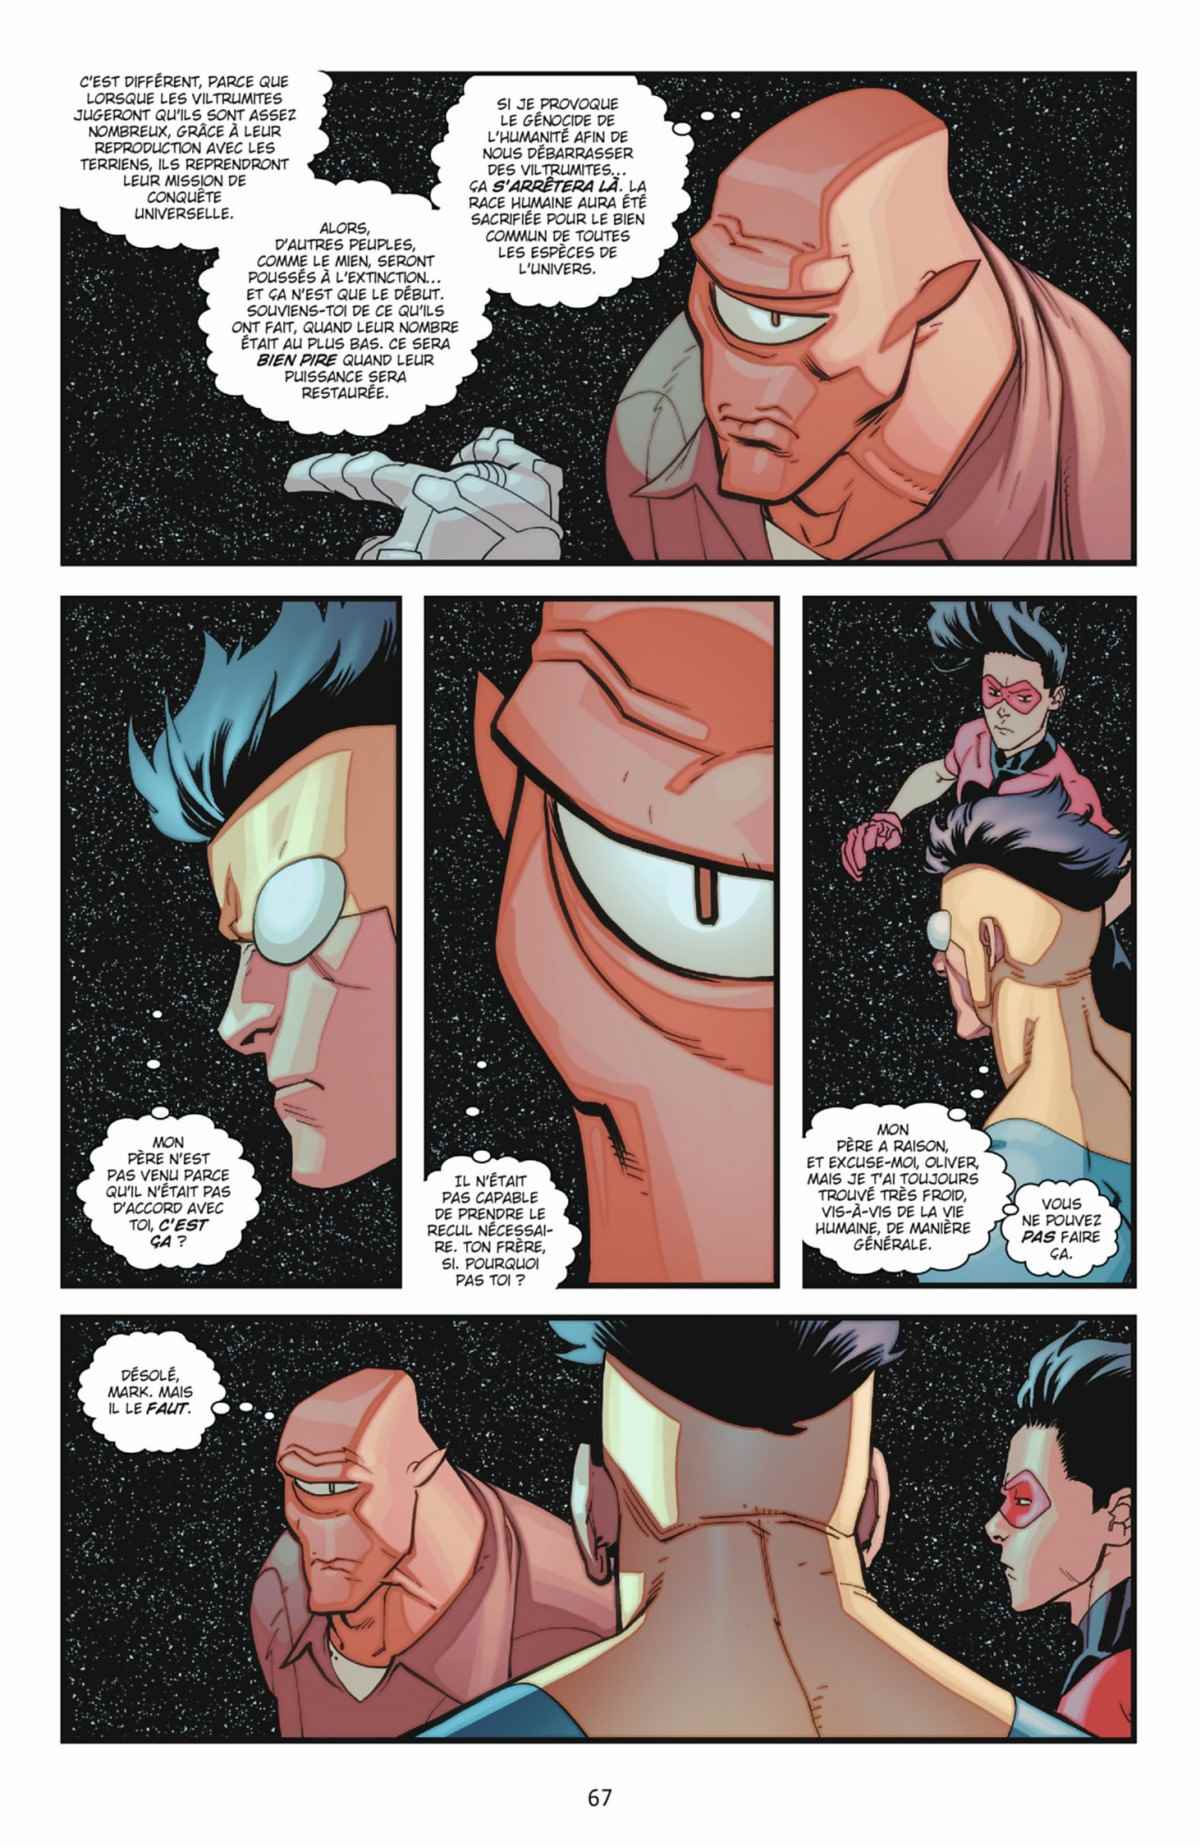 C'EST DIFFÉRENT, PARCE QUE
LORSQUE LES VILTRUMITES
JUGERONT QU'ILS SONT ASSEZ
NOMBREUX, GRÂCE À LEUR
REPRODUCTION AVEC LES
TERRIENS, ILS REPRENDRONT
LEUR MISSION DE
CONQUÊTE
UNIVERSELLE.
ALORS,
D'AUTRES PEUPLES,
COMME LE MIEN, SERONT
POUSSÉS À L'EXTINCTION...
ET ÇA N'EST QUE LE DÉBUT.
SOUVIENS-TOI DE CE QU'ILS
ONT FAIT, QUAND LEUR NOMBRE
ÉTAIT AU PLUS BAS. CE SERA
BIEN PIRE QUAND LEUR
PUISSANCE SERA
RESTAURÉE.
SI JE PROVOQUE
LE GÉNOCIDE DE
L'HUMANITÉ AFIN DE
NOUS DÉBARRASSER
DES VILTRUMITES...
ÇA S'ARRÊTERA LÀ. LA
RACE HUMAINE AURA ÉTÉ
SACRIFIÉE POUR LE BIEN
COMMUN DE TOUTES
LES ESPÈCES DE
L'UNIVERS.
MON
PÈRE N'EST
PAS VENU PARCE
QU'IL N'ÉTAIT PAS
D'ACCORD AVEC
TOI, C'EST
ÇA ?
IL N'ÉTAIT
PAS CAPABLE
DE PRENDRE LE
RECUL NÉCESSAI-
RE. TON FRÈRE,
SI. POURQUOI
PAS TOI ?
MON
PÈRE A RAISON,
ET EXCUSE-MOI, OLIVER,
MAIS JE T'AI TOUJOURS
TROUVÉ TRÈS FROID,
VIS-À-VIS DE LA VIE
HUMAINE, DE MANIÈRE
GÉNÉRALE.
VOUS
NE POUVEZ
PAS FAIRE
ÇA.
DÉSOLÉ,
MARK. MAIS
IL LE FAUT.
67